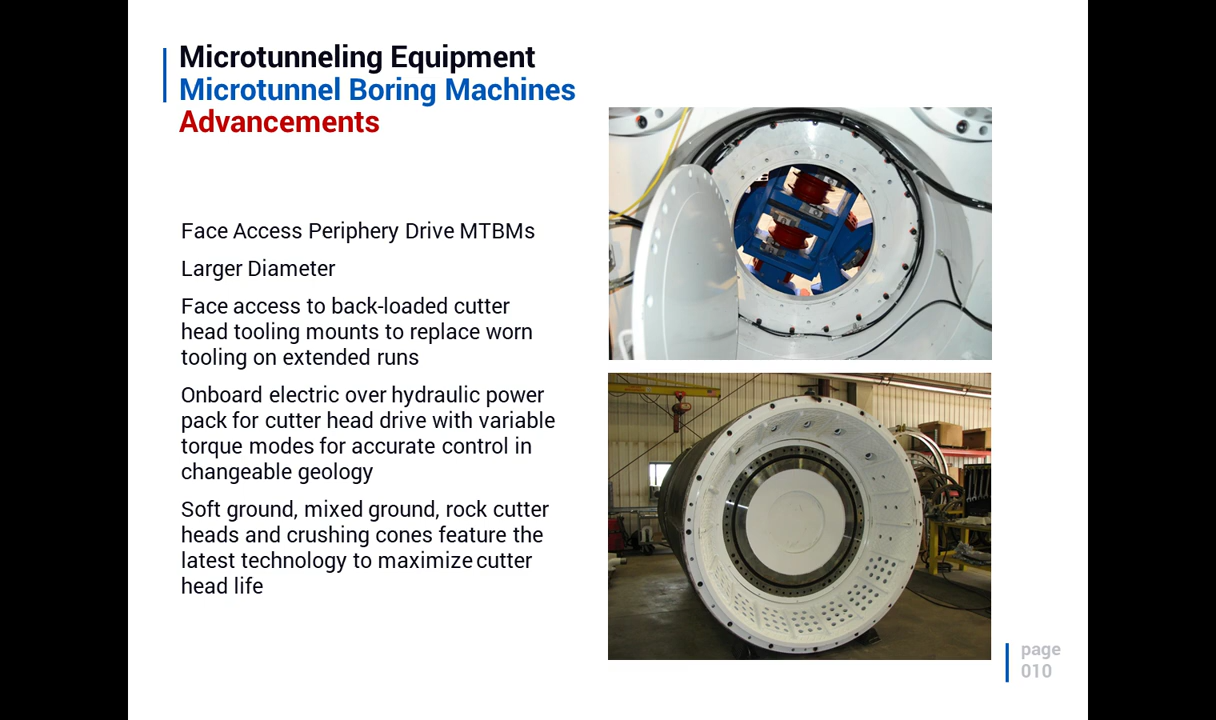 Microtunneling Equipment
Microtunnel Boring Machines
Advancements
Face Access Periphery Drive MTBMs
Larger Diameter
Face access to back-loaded cutter
head tooling mounts to replace worn
tooling on extended runs
Onboard electric over hydraulic power
pack for cutter head drive with variable
torque modes for accurate control in
changeable geology
Soft ground, mixed ground, rock cutter
heads and crushing cones feature the
latest technology to maximize cutter
head life
page
010